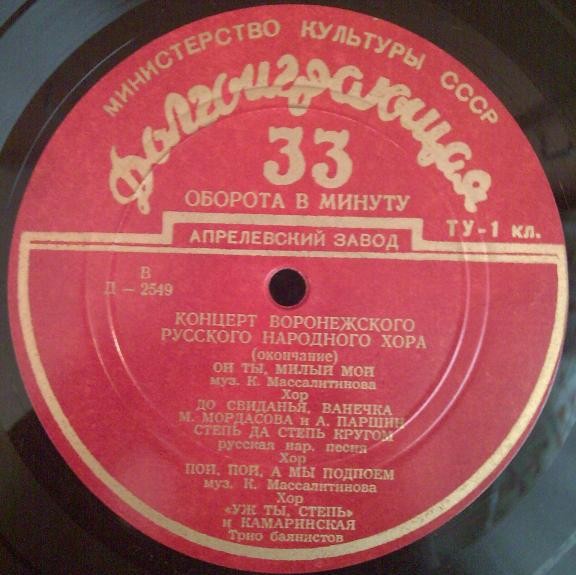 МИНИСТЕРСТВО КУЛЬТУРЫ СССР
Долгоиграющая
33
ОБОРОТА В МИНУТУ
ТУ-1 кл.
АПРЕЛЕВСКИЙ ЗАВОД
В
Д — 2549
КОНЦЕРТ ВОРОНЕЖСКОГО
РУССКОГО НАРОДНОГО ХОРА
(окончание)
ОЙ ТЫ, МИЛЫЙ МОЙ
муз. К. Массалитинова
Хор
ДО СВИДАНЬЯ, ВАНЕЧКА
М. МОРДАСОВА и А. ПАРШИН
СТЕПЬ ДА СТЕПЬ КРУГОМ
русская нар. песня
Хор
ПОЙ, ПОЙ, А МЫ ПОДПОЕМ
муз. К. Массалитинова
Хор
«УЖ ТЫ, СТЕПЬ»
и КАМАРИНСКАЯ
Трио баянистов